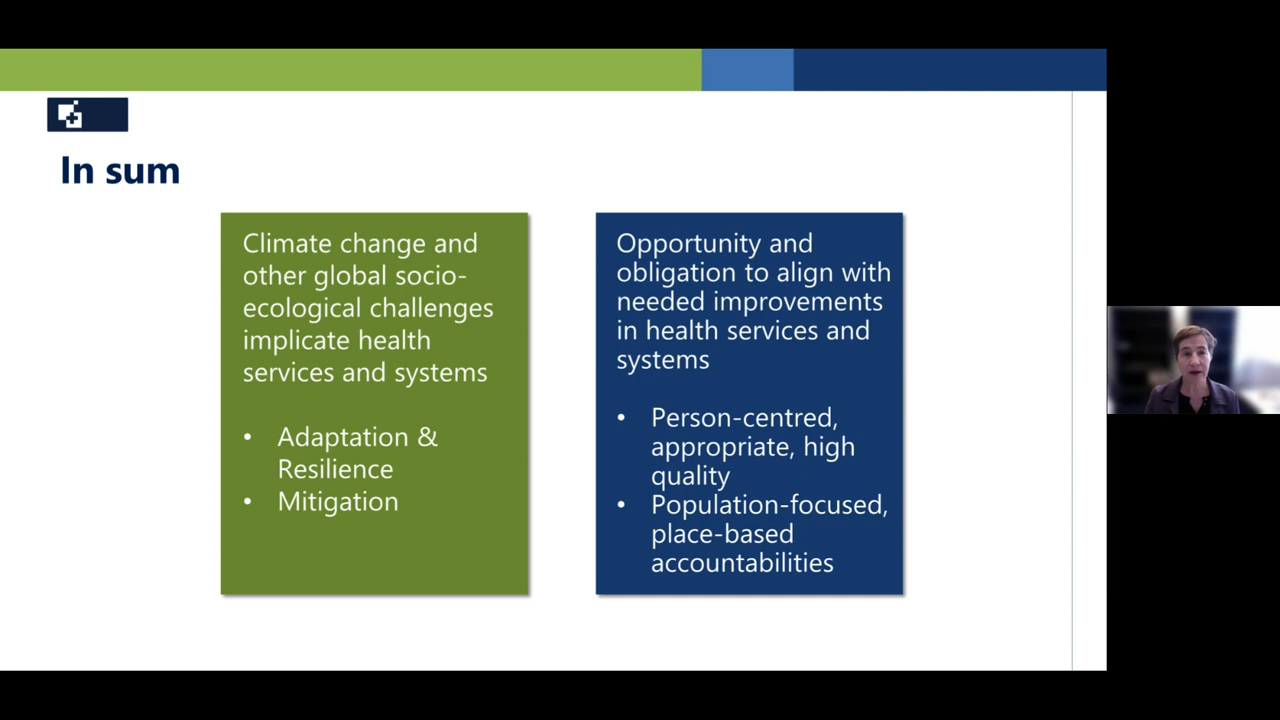 In sum
Climate change and
other global socio-
ecological challenges
implicate health
services and systems
• Adaptation &
Resilience
• Mitigation
Opportunity and
obligation to align with
needed improvements
in health services and
systems
• Person-centred,
appropriate, high
quality
• Population-focused,
place-based
accountabilities